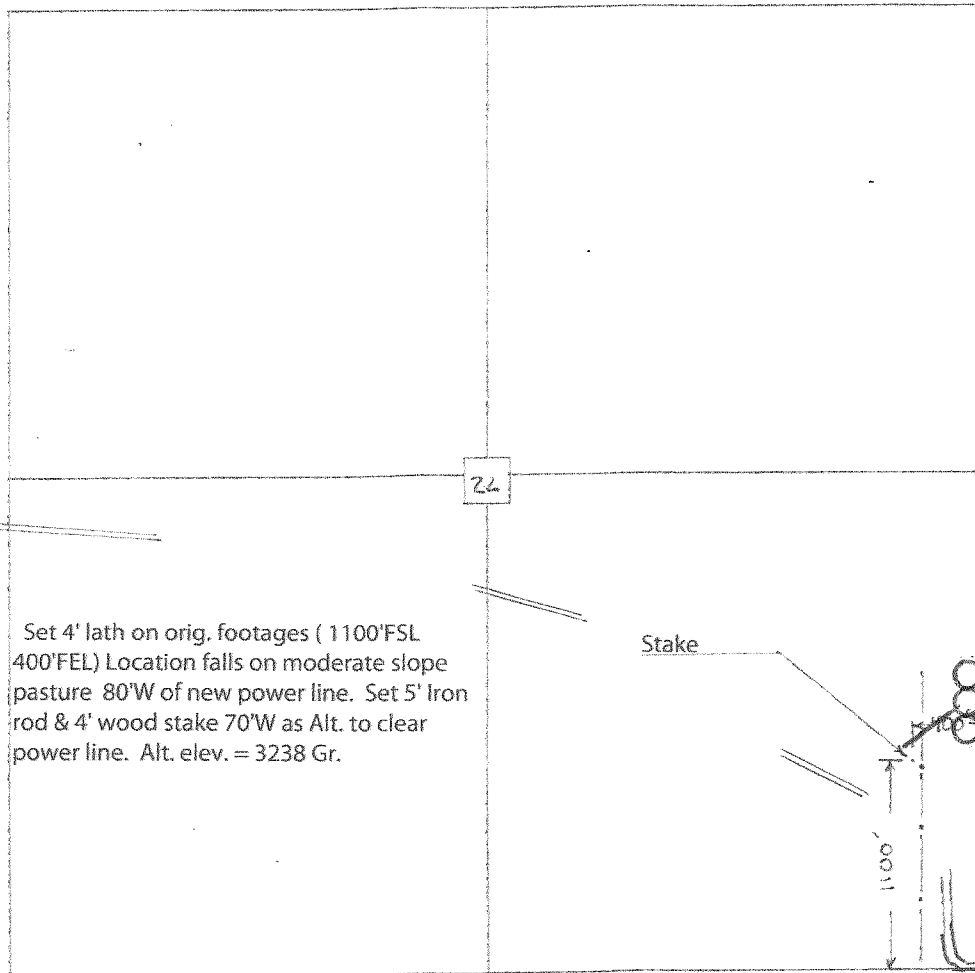 22
Set 4' lath on orig. footages ( 1100'FSL
400'FEL) Location falls on moderate slope
pasture 80'W of new power line. Set 5' Iron
rod & 4' wood stake 70'W as Alt. to clear
power line. Alt. elev. = 3238 Gr.
Stake
1100'